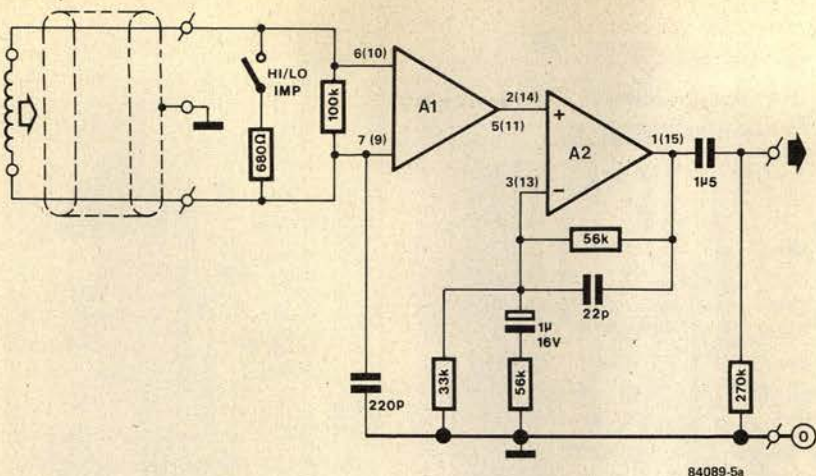 HI/LO
IMP
680Ω
100k
6(10)
7(9)
A1
2(14)
5(11)
+
A2
3(13)
−
1(15)
1µ5
56k
22p
1µ
16V
220p
33k
56k
270k
0
84089-5a